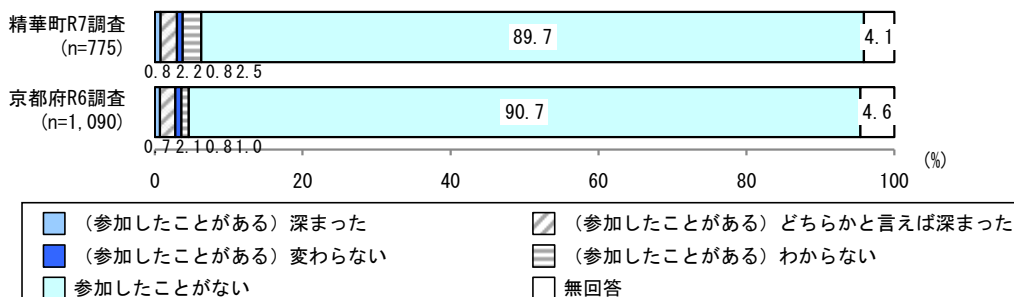 精華町R7調査
(n=775)
89.7
4.1
0.8 2.2 0.8 2.5
京都府R6調査
(n=1,090)
90.7
4.6
0.7 2.1 0.8 1.0
(%)
0 20 40 60 80 100
(参加したことがある)深まった
(参加したことがある)どちらかと言えば深まった
(参加したことがある)変わらない
(参加したことがある)わからない
参加したことがない
無回答